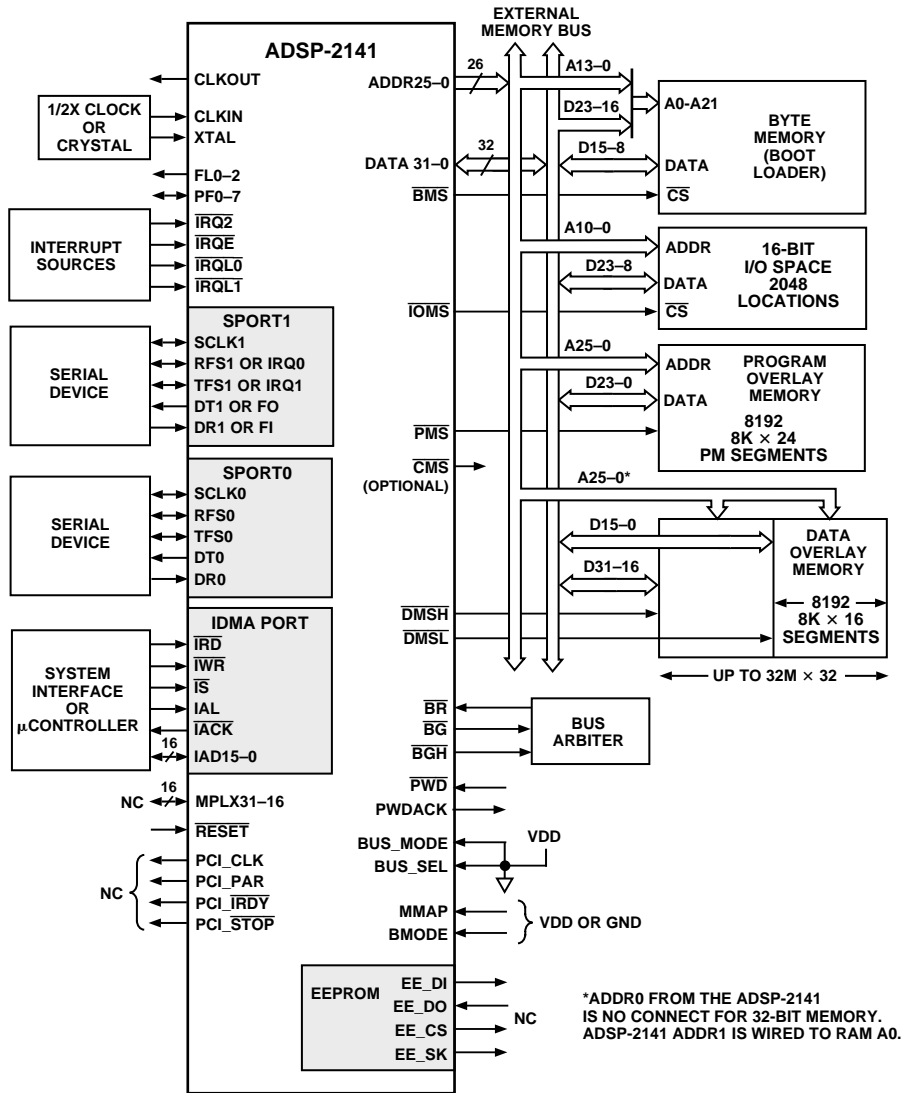 EXTERNAL
MEMORY BUS
ADSP-2141
CLKOUT
1/2X CLOCK
OR
CRYSTAL
CLKIN
XTAL
FL0–2
PF0–7
INTERRUPT
SOURCES
IRQ2
IRQE
IRQL0
IRQL1
SPORT1
SERIAL
DEVICE
SCLK1
RFS1 OR IRQ0
TFS1 OR IRQ1
DT1 OR FO
DR1 OR FI
SPORT0
SERIAL
DEVICE
SCLK0
RFS0
TFS0
DT0
DR0
IDMA PORT
SYSTEM
INTERFACE
OR
μCONTROLLER
IRD
IWR
IS
IAL
IACK
16
IAD15–0
NC
16
MPLX31–16
RESET
NC
PCI_CLK
PCI_PAR
PCI_IRDY
PCI_STOP
ADDR25–0
26
A13–0
D23–16
A0-A21
BYTE
MEMORY
(BOOT
LOADER)
DATA 31–0
32
D15–8
DATA
BMS
CS
A10–0
ADDR
16-BIT
I/O SPACE
2048
LOCATIONS
D23–8
DATA
IOMS
CS
A25–0
ADDR
PROGRAM
OVERLAY
MEMORY
D23–0
DATA
8192
8K × 24
PM SEGMENTS
PMS
CMS
(OPTIONAL)
A25–0*
D15–0
DATA
OVERLAY
MEMORY
D31–16
8192
8K × 16
SEGMENTS
DMSH
DMSL
UP TO 32M × 32
BR
BG
BGH
BUS
ARBITER
PWD
PWDACK
BUS_MODE
BUS_SEL
VDD
MMAP
BMODE
VDD OR GND
EEPROM
EE_DI
EE_DO
EE_CS
EE_SK
NC
*ADDR0 FROM THE ADSP-2141
IS NO CONNECT FOR 32-BIT MEMORY.
ADSP-2141 ADDR1 IS WIRED TO RAM A0.